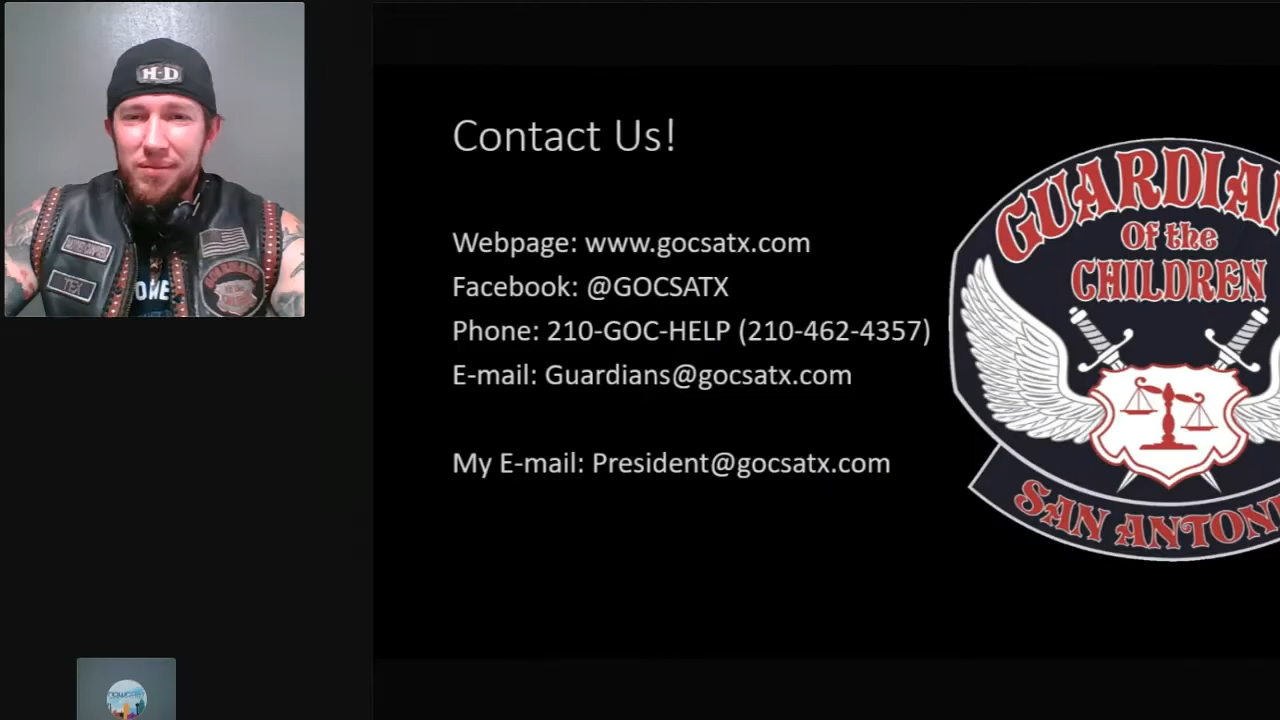 H-D
TEX
Contact Us!
Webpage: www.gocsatx.com
Facebook: @GOCSATX
Phone: 210-GOC-HELP (210-462-4357)
E-mail: Guardians@gocsatx.com
My E-mail: President@gocsatx.com
GUARDIAN
Of the
CHILDREN
SAN ANTONI